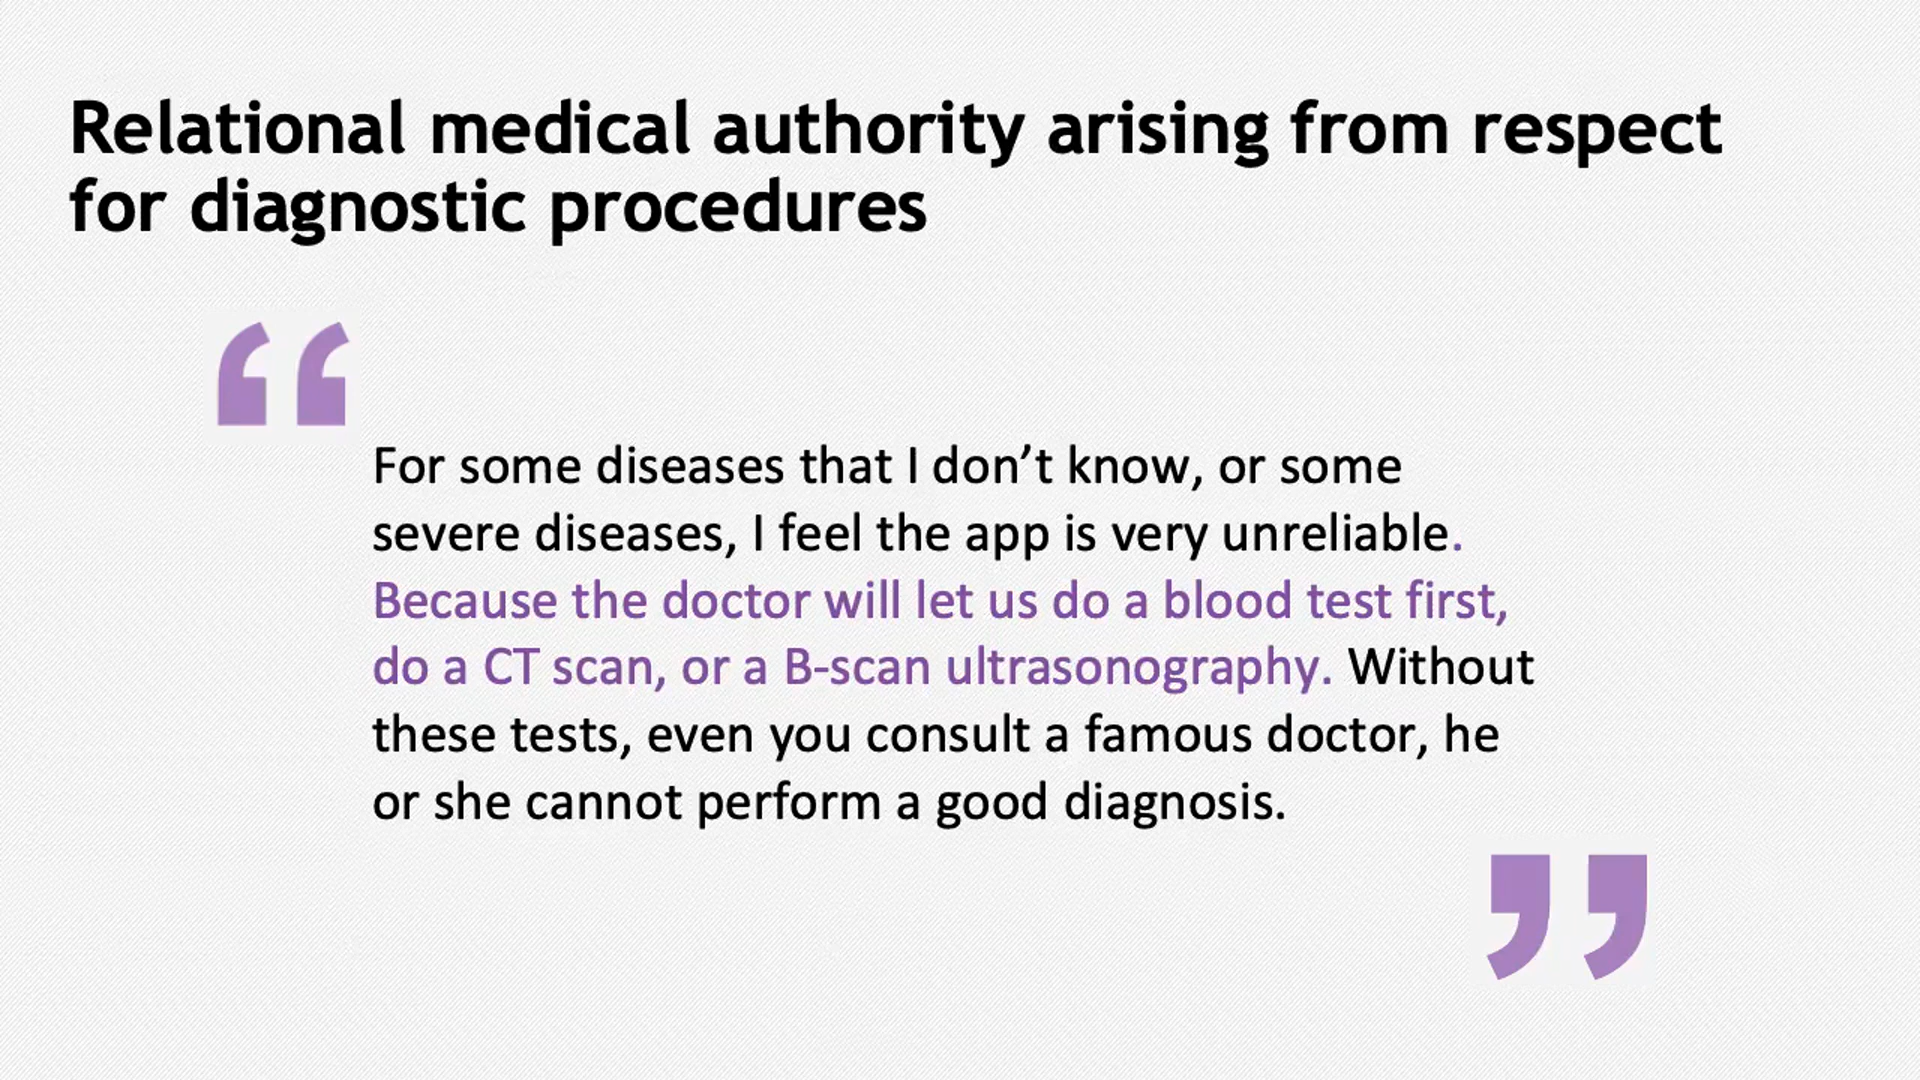 Relational medical authority arising from respect
for diagnostic procedures
“
For some diseases that I don’t know, or some
severe diseases, I feel the app is very unreliable.
Because the doctor will let us do a blood test first,
do a CT scan, or a B-scan ultrasonography. Without
these tests, even you consult a famous doctor, he
or she cannot perform a good diagnosis.
”